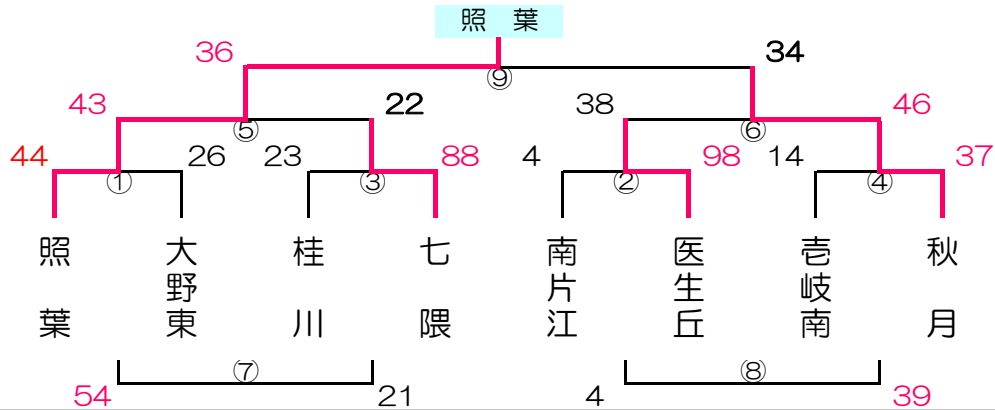 照 葉
36 34
⑨
43 22 38 46
⑤ ⑥
44 26 23 88 4 98 14 37
① ③ ② ④
照葉 大野東 桂川 七隈 南片江 医生丘 壱岐南 秋月
⑦ ⑧
54 21 4 39